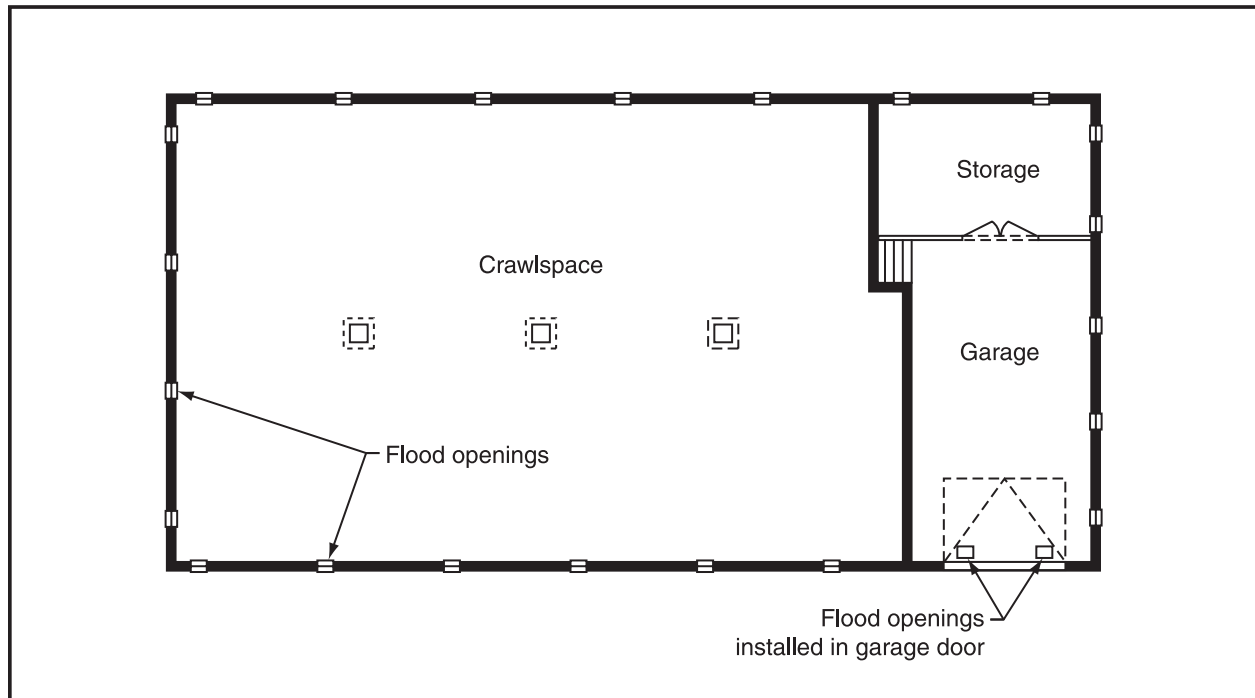 Storage
Crawlspace
Garage
Flood openings
Flood openings
installed in garage door